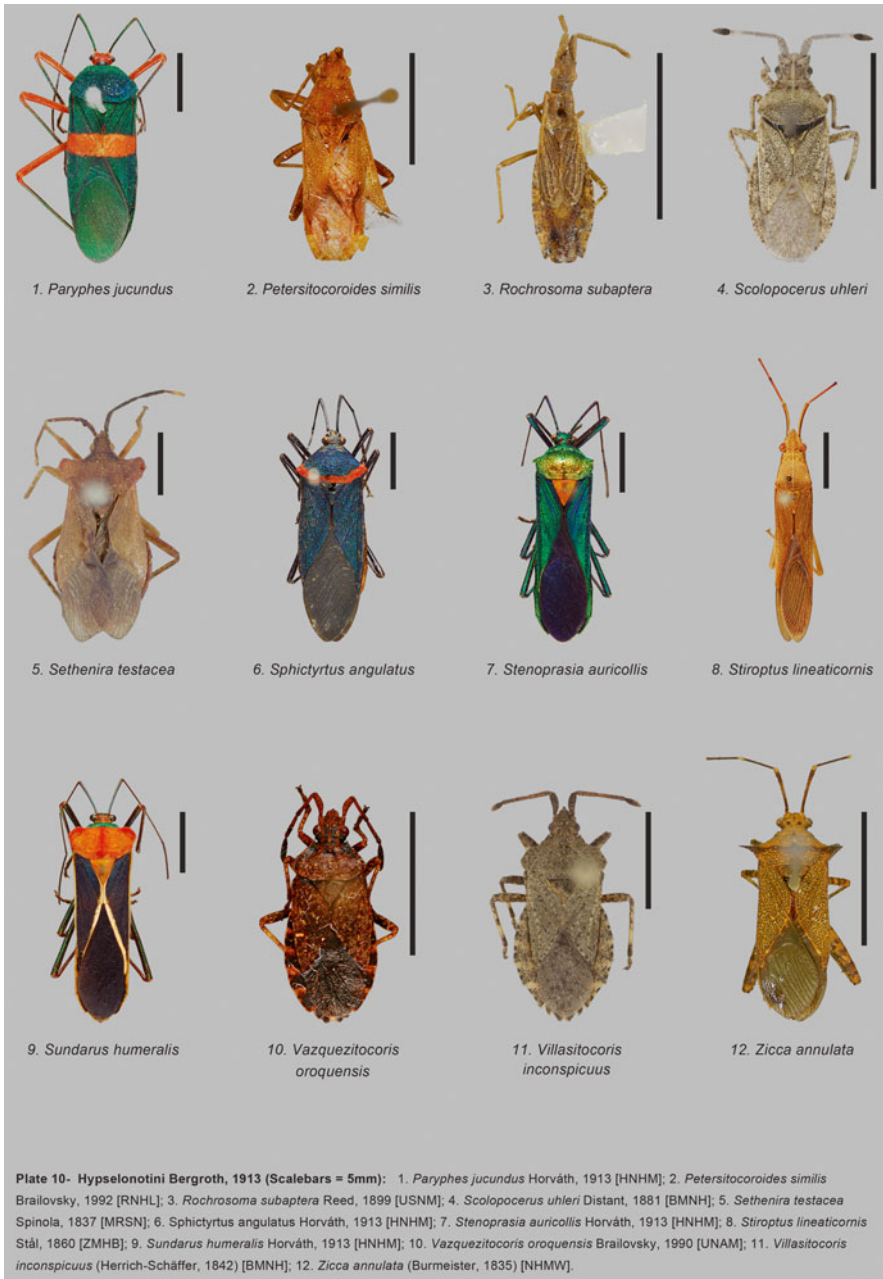 1. Paryphes jucundus
2. Petersitocoroides similis
3. Rochrosoma subaptera
4. Scolopocerus uhleri
5. Sethenira testacea
6. Sphictyrtus angulatus
7. Stenoprasia auricollis
8. Stiroptus lineaticornis
9. Sundarus humeralis
10. Vazquezitocoris
oroquensis
11. Villasitocoris
inconspicuus
12. Zicca annulata
Plate 10- Hypselonotini Bergroth, 1913 (Scalebars = 5mm): 1. Paryphes jucundus Horváth, 1913 [HNHM]; 2. Petersitocoroides similis
Brailovsky, 1992 [RNHL]; 3. Rochrosoma subaptera Reed, 1899 [USNM]; 4. Scolopocerus uhleri Distant, 1881 [BMNH]; 5. Sethenira testacea
Spinola, 1837 [MRSN]; 6. Sphictyrtus angulatus Horváth, 1913 [HNHM]; 7. Stenoprasia auricollis Horváth, 1913 [HNHM]; 8. Stiroptus lineaticornis
Stål, 1860 [ZMHB]; 9. Sundarus humeralis Horváth, 1913 [HNHM]; 10. Vazquezitocoris oroquensis Brailovsky, 1990 [UNAM]; 11. Villasitocoris
inconspicuus (Herrich-Schäffer, 1842) [BMNH]; 12. Zicca annulata (Burmeister, 1835) [NHMW].